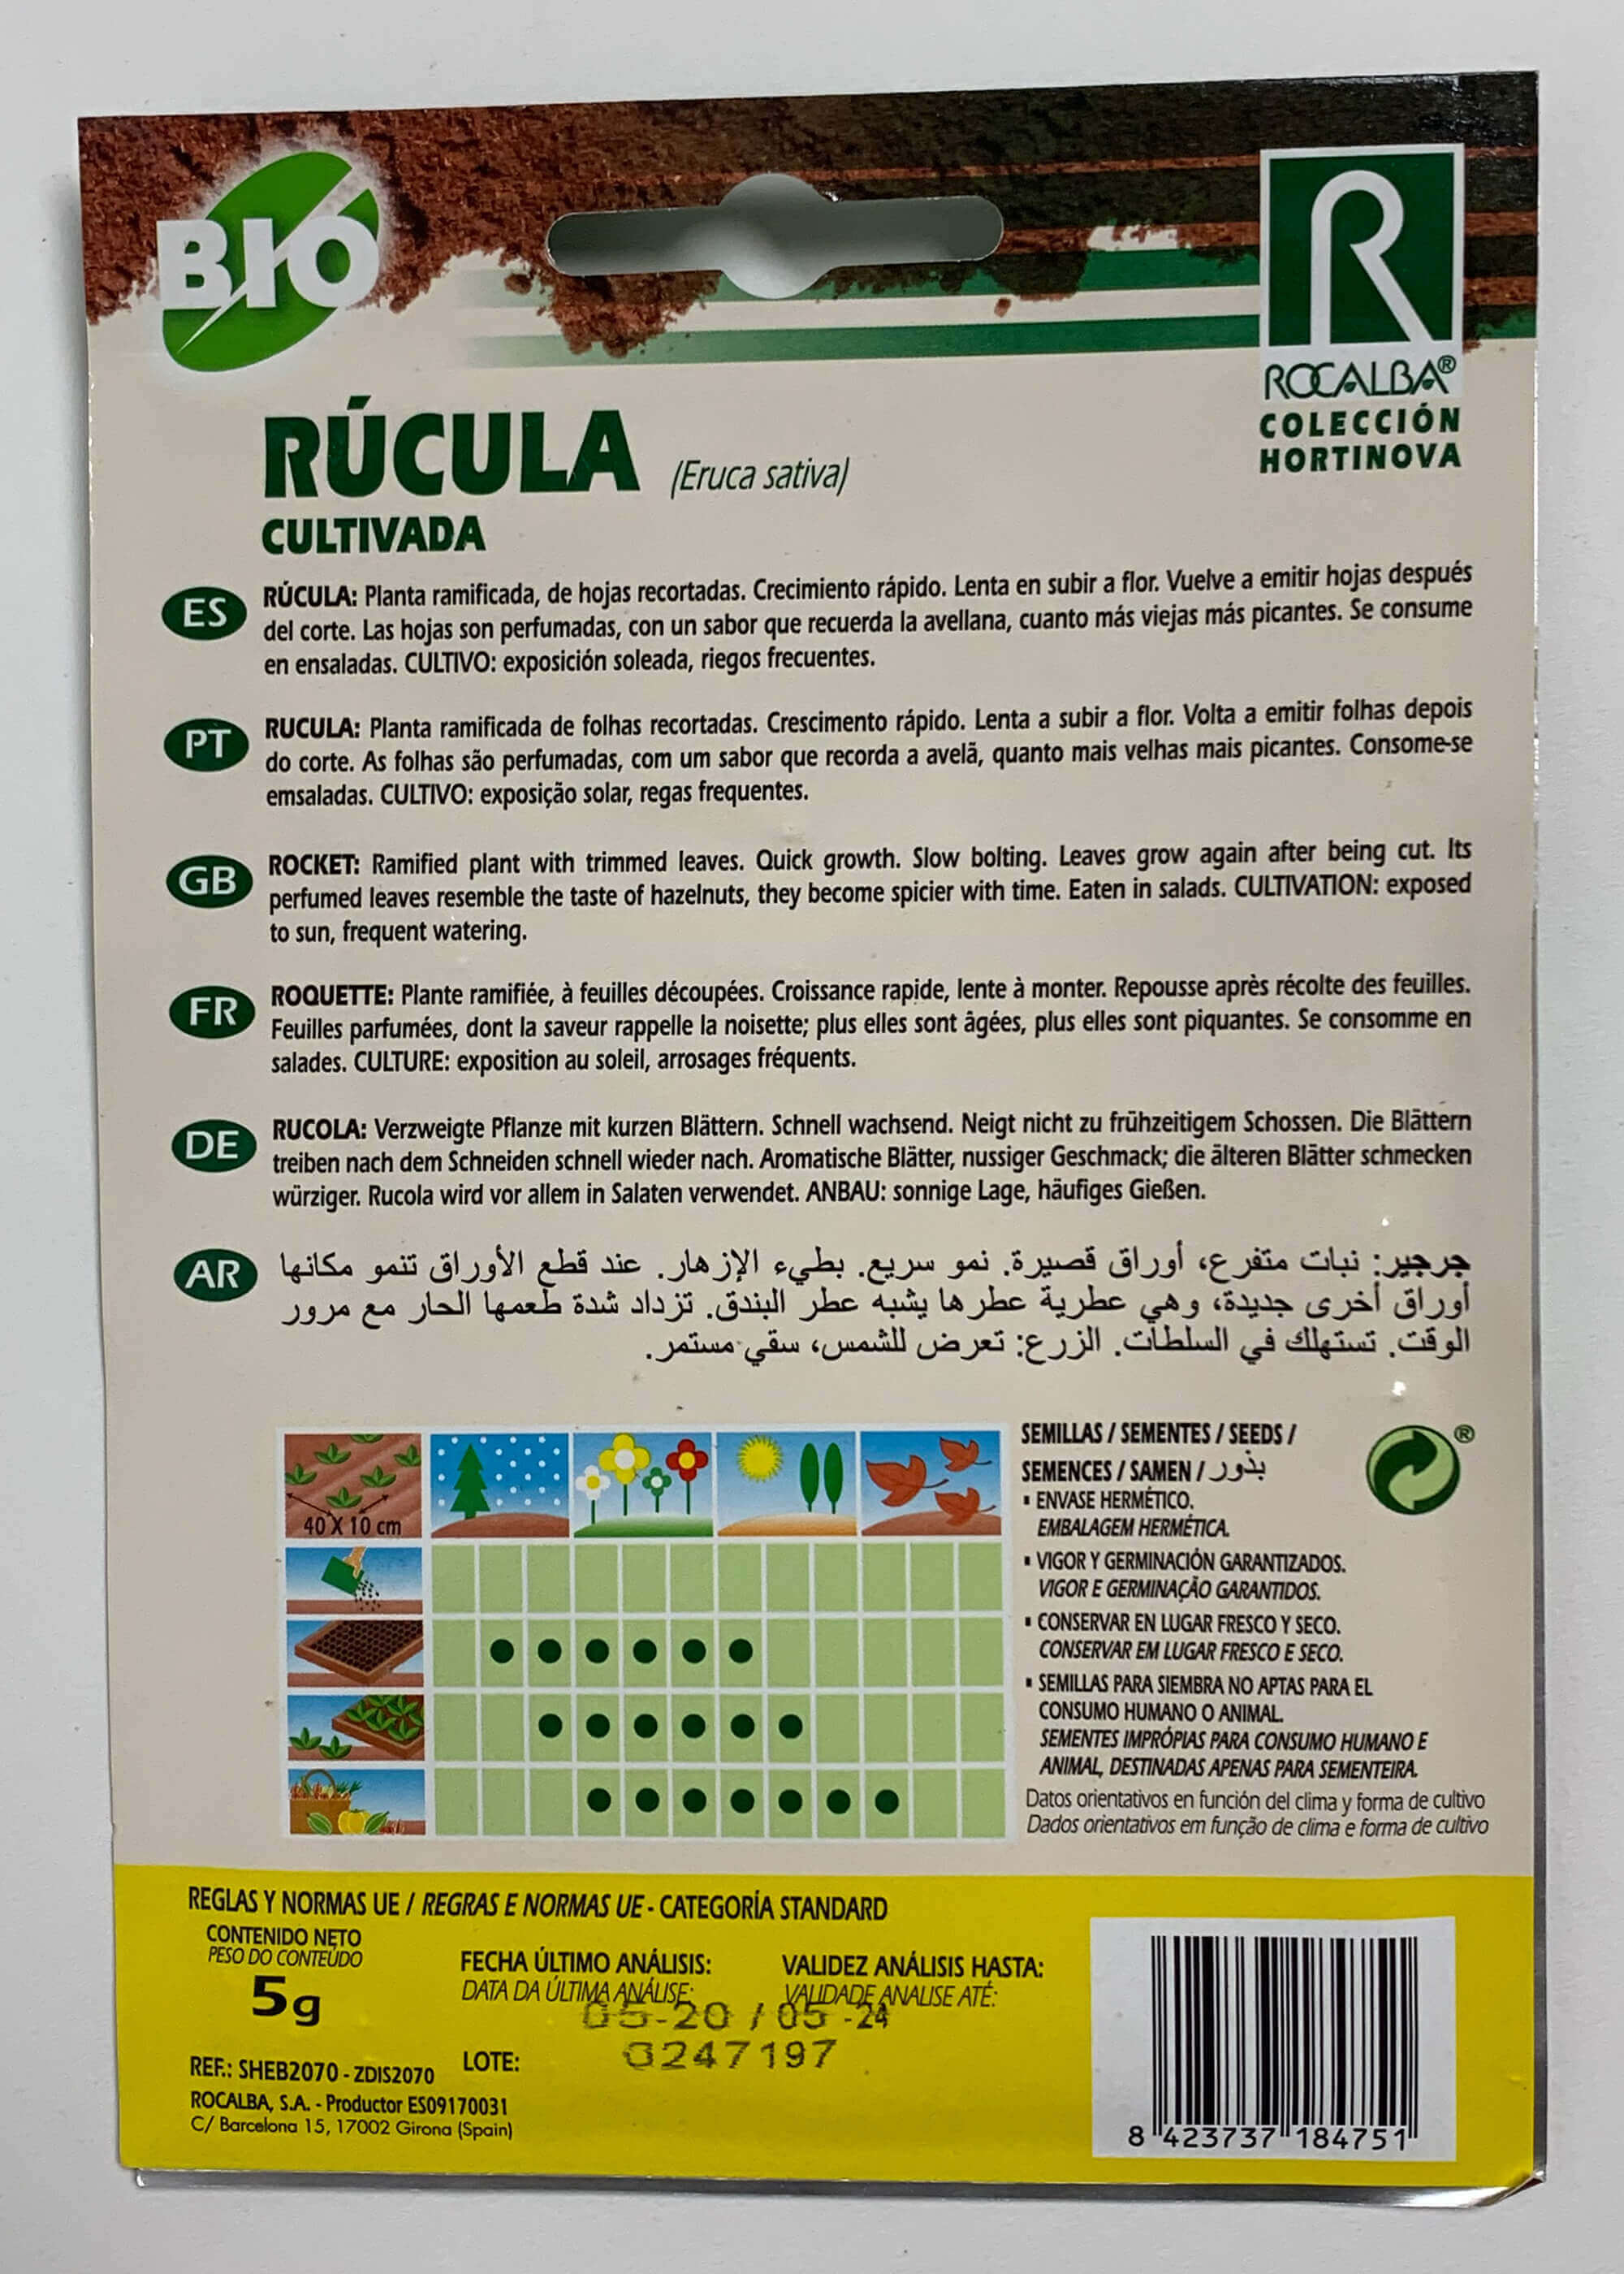 BIO
R
ROCALBA®
COLECCIÓN
HORTINOVA
RÚCULA (Eruca sativa)
CULTIVADA
ES
RÚCULA: Planta ramificada, de hojas recortadas. Crecimiento rápido. Lenta en subir a flor. Vuelve a emitir hojas después
del corte. Las hojas son perfumadas, con un sabor que recuerda la avellana, cuanto más viejas más picantes. Se consume
en ensaladas. CULTIVO: exposición soleada, riegos frecuentes.
PT
RUCULA: Planta ramificada de folhas recortadas. Crescimento rápido. Lenta a subir a flor. Volta a emitir folhas depois
do corte. As folhas são perfumadas, com um sabor que recorda a avelã, quanto mais velhas mais picantes. Consome-se
emsaladas. CULTIVO: exposição solar, regas frequentes.
GB
ROCKET: Ramified plant with trimmed leaves. Quick growth. Slow bolting. Leaves grow again after being cut. Its
perfumed leaves resemble the taste of hazelnuts, they become spicier with time. Eaten in salads. CULTIVATION: exposed
to sun, frequent watering.
FR
ROQUETTE: Plante ramifiée, à feuilles découpées. Croissance rapide, lente à monter. Repousse après récolte des feuilles.
Feuilles parfumées, dont la saveur rappelle la noisette; plus elles sont âgées, plus elles sont piquantes. Se consomme en
salades. CULTURE: exposition au soleil, arrosages fréquents.
DE
RUCOLA: Verzweigte Pflanze mit kurzen Blättern. Schnell wachsend. Neigt nicht zu frühzeitigem Schossen. Die Blättern
treiben nach dem Schneiden schnell wieder nach. Aromatische Blätter, nussiger Geschmack; die älteren Blätter schmecken
würziger. Rucola wird vor allem in Salaten verwendet. ANBAU: sonnige Lage, häufiges Gießen.
AR
جرجير: نبات متفرع، أوراق قصيرة. نمو سريع. بطيء الإزهار. عند قطع الأوراق تنمو مكانها
أوراق أخرى جديدة، وهي عطرية عطرها يشبه عطر البندق. تزداد شدة طعمها الحار مع مرور
الوقت. تستهلك في السلطات. الزرع: تعرض للشمس، سقي مستمر.
40 X 10 cm
SEMILLAS / SEMENTES / SEEDS /
SEMENCES / SAMEN / بذور
®
▪ ENVASE HERMÉTICO.
EMBALAGEM HERMÉTICA.
▪ VIGOR Y GERMINACIÓN GARANTIZADOS.
VIGOR E GERMINAÇÃO GARANTIDOS.
▪ CONSERVAR EN LUGAR FRESCO Y SECO.
CONSERVAR EM LUGAR FRESCO E SECO.
▪ SEMILLAS PARA SIEMBRA NO APTAS PARA EL
CONSUMO HUMANO O ANIMAL.
SEMENTES IMPRÓPIAS PARA CONSUMO HUMANO E
ANIMAL, DESTINADAS APENAS PARA SEMENTEIRA.
Datos orientativos en función del clima y forma de cultivo
Dados orientativos em função de clima e forma de cultivo
REGLAS Y NORMAS UE / REGRAS E NORMAS UE - CATEGORÍA STANDARD
CONTENIDO NETO
PESO DO CONTEÚDO
5g
FECHA ÚLTIMO ANÁLISIS:
DATA DA ÚLTIMA ANÁLISE:
VALIDEZ ANÁLISIS HASTA:
VALIDADE ANALISE ATÉ:
05-20 / 05-24
LOTE: 0247197
REF.: SHEB2070 - ZDIS2070
ROCALBA, S.A. - Productor ES09170031
C/ Barcelona 15, 17002 Girona (Spain)
8 423737 184751